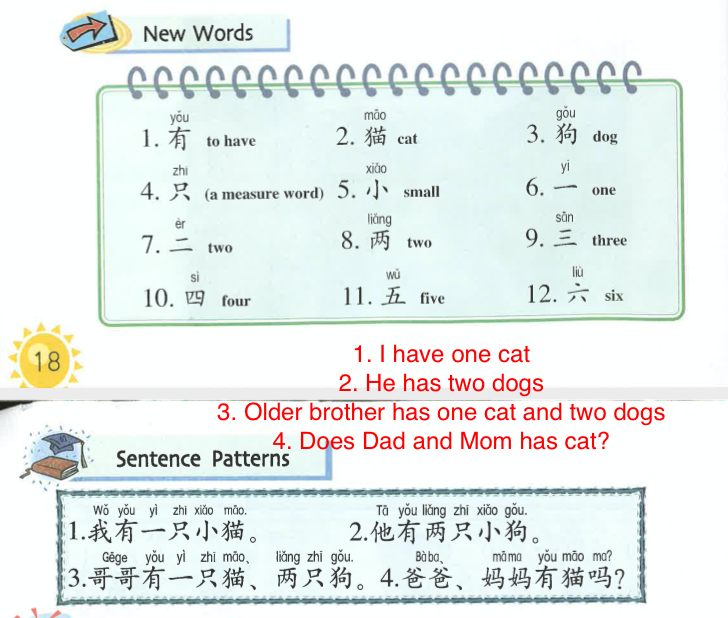 New Words
yǒu māo gǒu
1. 有 to have 2. 猫 cat 3. 狗 dog
zhī xiǎo yī
4. 只 (a measure word) 5. 小 small 6. 一 one
èr liǎng sān
7. 二 two 8. 两 two 9. 三 three
sì wǔ liù
10. 四 four 11. 五 five 12. 六 six
18
1. I have one cat
2. He has two dogs
3. Older brother has one cat and two dogs
4. Does Dad and Mom has cat?
Sentence Patterns
Wǒ yǒu yì zhī xiǎo māo. Tā yǒu liǎng zhī xiǎo gǒu.
1.我有一只小猫。 2.他有两只小狗。
Gēge yǒu yì zhī māo、 liǎng zhī gǒu. Bàba、 māma yǒu māo ma?
3.哥哥有一只猫、两只狗。 4.爸爸、妈妈有猫吗?